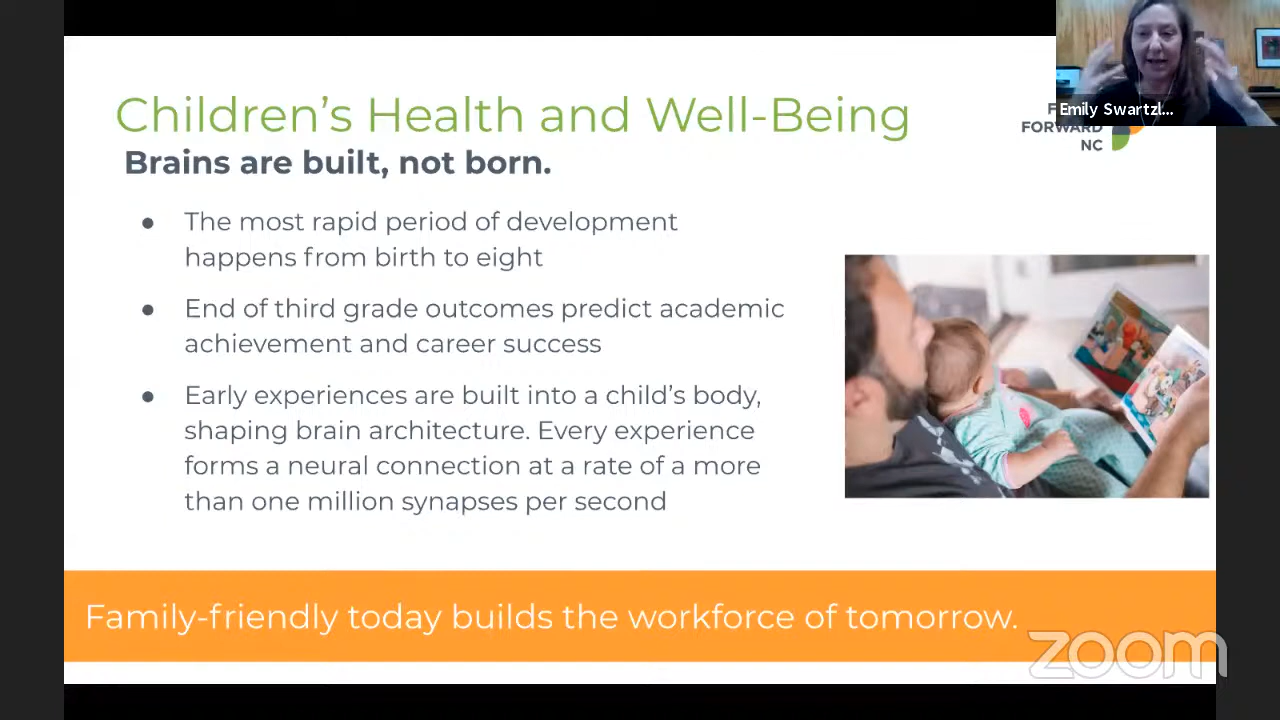 Children's Health and Well-Being
Brains are built, not born.
● The most rapid period of development
happens from birth to eight
● End of third grade outcomes predict academic
achievement and career success
● Early experiences are built into a child's body,
shaping brain architecture. Every experience
forms a neural connection at a rate of a more
than one million synapses per second
Family-friendly today builds the workforce of tomorrow.
Emily Swartzl...
FORWARD
NC
zoom